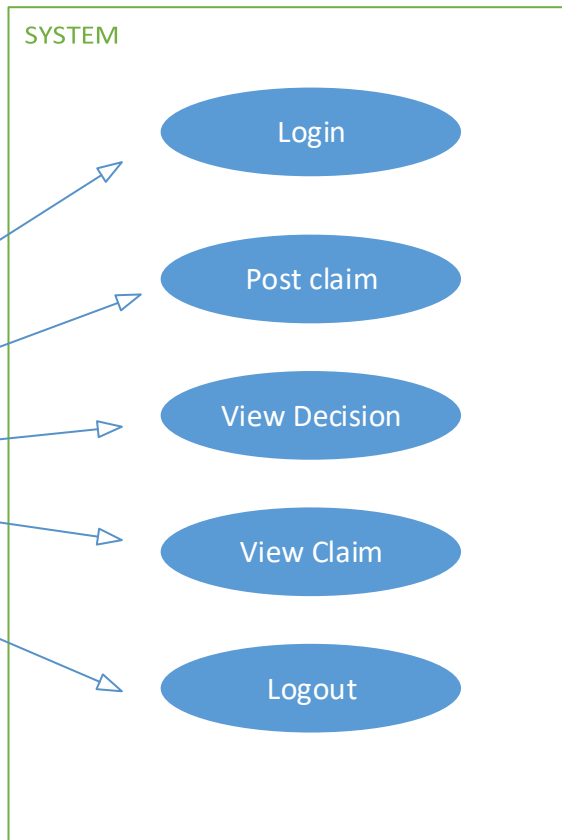 SYSTEM
Login
Post claim
View Decision
View Claim
Logout